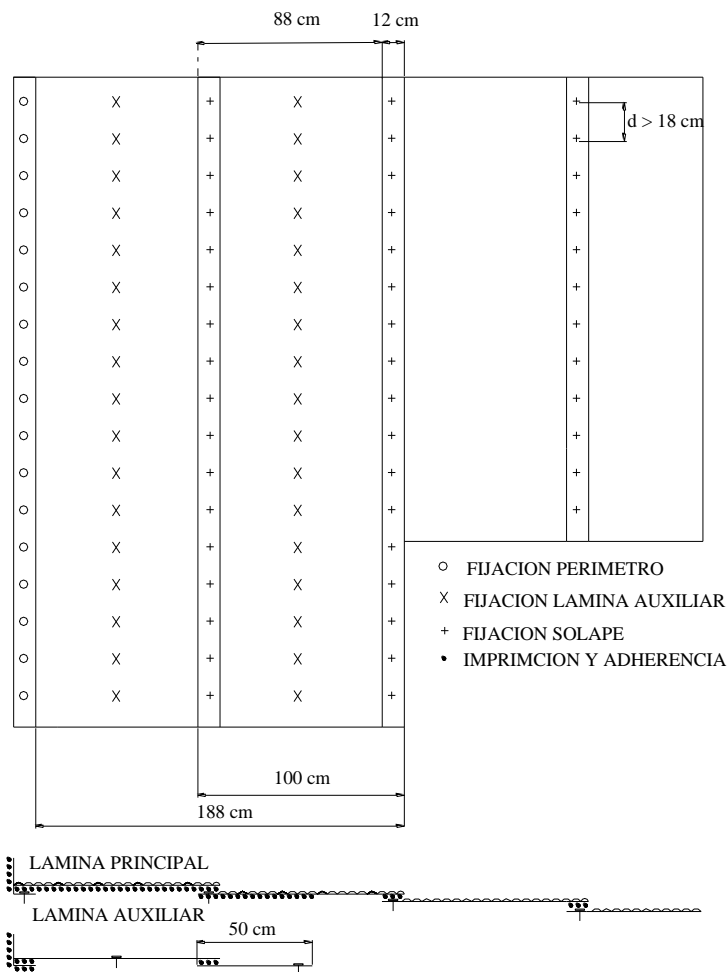 88 cm
12 cm
d > 18 cm
FIJACION PERIMETRO
FIJACION LAMINA AUXILIAR
FIJACION SOLAPE
IMPRIMCION Y ADHERENCIA
100 cm
188 cm
LAMINA PRINCIPAL
LAMINA AUXILIAR
50 cm